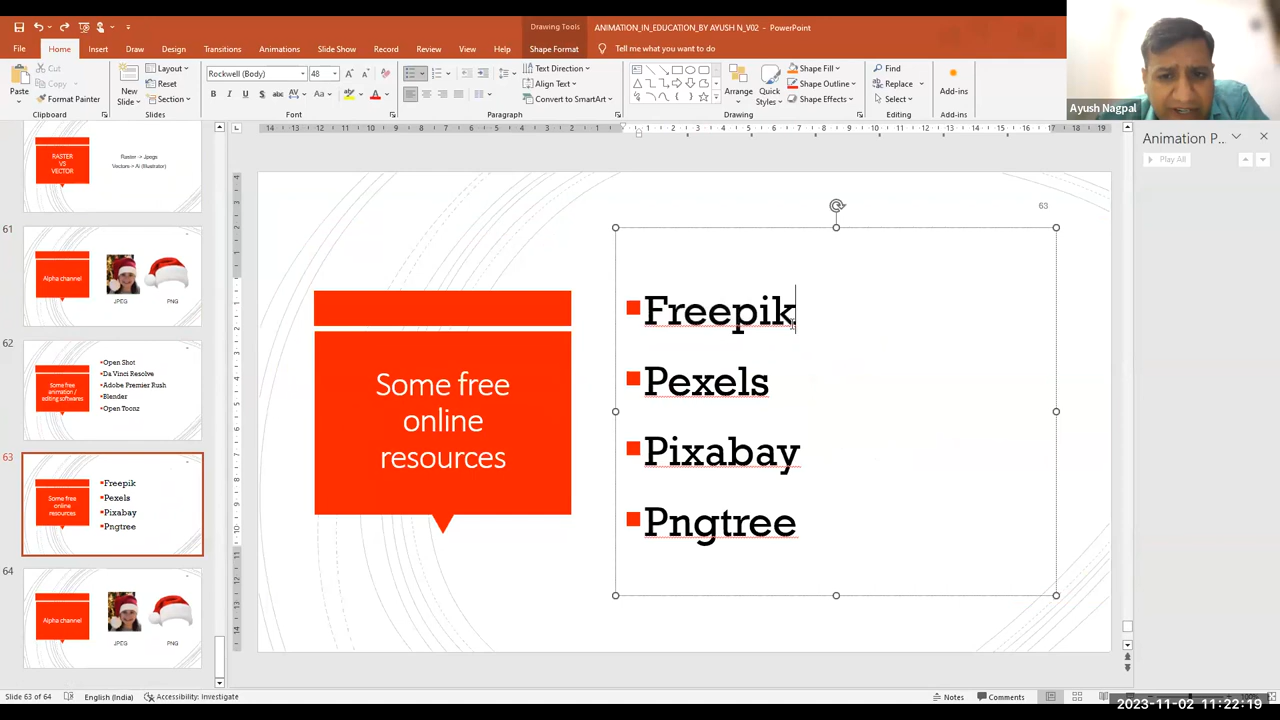 Drawing Tools
ANIMATION_IN_EDUCATION_BY AYUSH N_V02 - PowerPoint
File Home Insert Draw Design Transitions Animations Slide Show Record Review View Help Shape Format Tell me what you want to do
Cut
Copy
Format Painter
Paste
Clipboard
New Slide
Layout
Reset
Section
Slides
Rockwell (Body) 48
Font
Text Direction
Align Text
Convert to SmartArt
Paragraph
Arrange
Quick Styles
Shape Fill
Shape Outline
Shape Effects
Drawing
Find
Replace
Select
Editing
Add-ins
Add-ins
Ayush Nagpal
Animation P...
Play All
RASTER
VS
VECTOR
Raster -> Jpegs
Vectors -> Ai (Illustrator)
61
Alpha channel
JPEG PNG
62
Some free
animation /
editing softwares
Open Shot
Da Vinci Resolve
Adobe Premier Rush
Blender
Open Toonz
63
Some free
online
resources
Freepik
Pexels
Pixabay
Pngtree
64
Alpha channel
JPEG PNG
63
Some free
online
resources
Freepik
Pexels
Pixabay
Pngtree
Slide 63 of 64 English (India) Accessibility: Investigate Notes Comments
2023-11-02 11:22:19